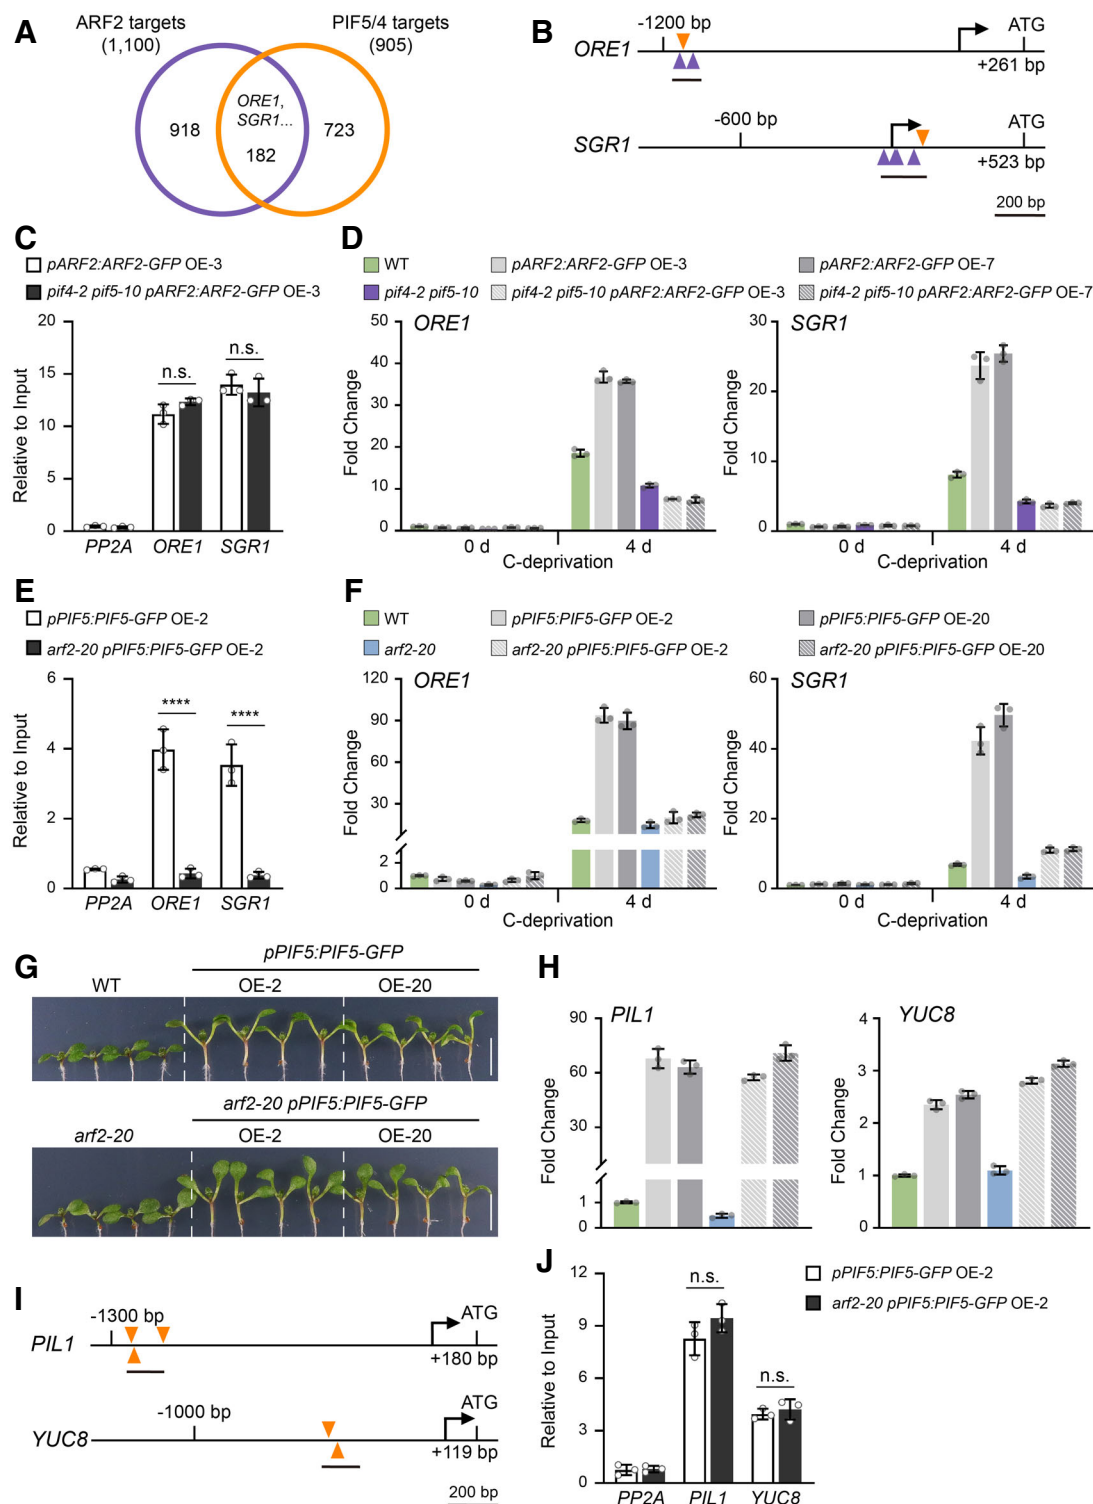 A
ARF2 targets
(1,100)
PIF5/4 targets
(905)
918
ORE1,
SGR1...
182
723
B
-1200 bp
ATG
ORE1
+261 bp
-600 bp
ATG
SGR1
+523 bp
200 bp
C
pARF2:ARF2-GFP OE-3
pif4-2 pif5-10 pARF2:ARF2-GFP OE-3
Relative to Input
20
15
10
5
0
n.s.
n.s.
PP2A ORE1 SGR1
D
WT
pARF2:ARF2-GFP OE-3
pARF2:ARF2-GFP OE-7
pif4-2 pif5-10
pif4-2 pif5-10 pARF2:ARF2-GFP OE-3
pif4-2 pif5-10 pARF2:ARF2-GFP OE-7
ORE1
Fold Change
50
40
30
20
10
0
0 d 4 d
C-deprivation
SGR1
Fold Change
30
20
10
0
0 d 4 d
C-deprivation
E
pPIF5:PIF5-GFP OE-2
arf2-20 pPIF5:PIF5-GFP OE-2
Relative to Input
6
4
2
0
****
****
PP2A ORE1 SGR1
F
WT
pPIF5:PIF5-GFP OE-2
pPIF5:PIF5-GFP OE-20
arf2-20
arf2-20 pPIF5:PIF5-GFP OE-2
arf2-20 pPIF5:PIF5-GFP OE-20
ORE1
Fold Change
120
90
60
30
2
0
0 d 4 d
C-deprivation
SGR1
Fold Change
60
40
20
0
0 d 4 d
C-deprivation
G
pPIF5:PIF5-GFP
WT OE-2 OE-20
arf2-20 pPIF5:PIF5-GFP
arf2-20 OE-2 OE-20
H
PIL1
Fold Change
90
60
30
1
0
YUC8
Fold Change
4
3
2
1
0
I
-1300 bp
ATG
PIL1
+180 bp
-1000 bp
ATG
YUC8
+119 bp
200 bp
J
pPIF5:PIF5-GFP OE-2
arf2-20 pPIF5:PIF5-GFP OE-2
Relative to Input
12
9
6
3
0
n.s.
n.s.
PP2A PIL1 YUC8